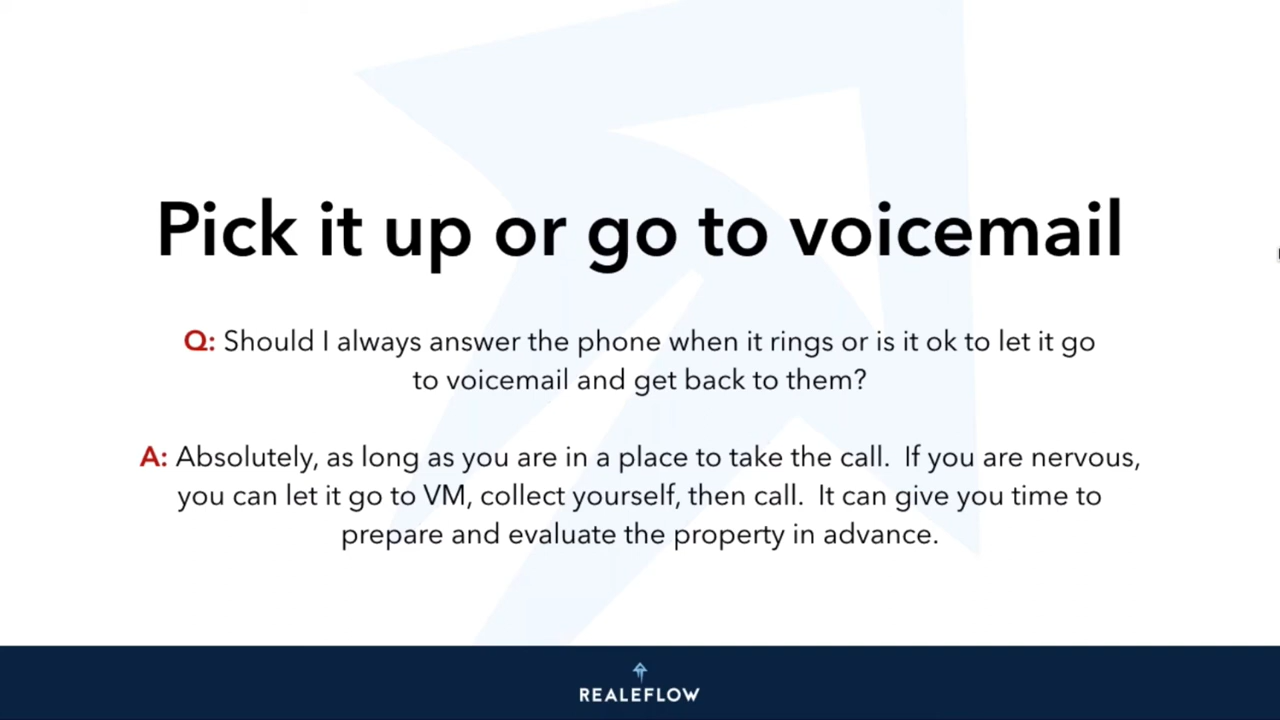 Pick it up or go to voicemail
Q: Should I always answer the phone when it rings or is it ok to let it go
to voicemail and get back to them?
A: Absolutely, as long as you are in a place to take the call.  If you are nervous,
you can let it go to VM, collect yourself, then call.  It can give you time to
prepare and evaluate the property in advance.
REALEFLOW